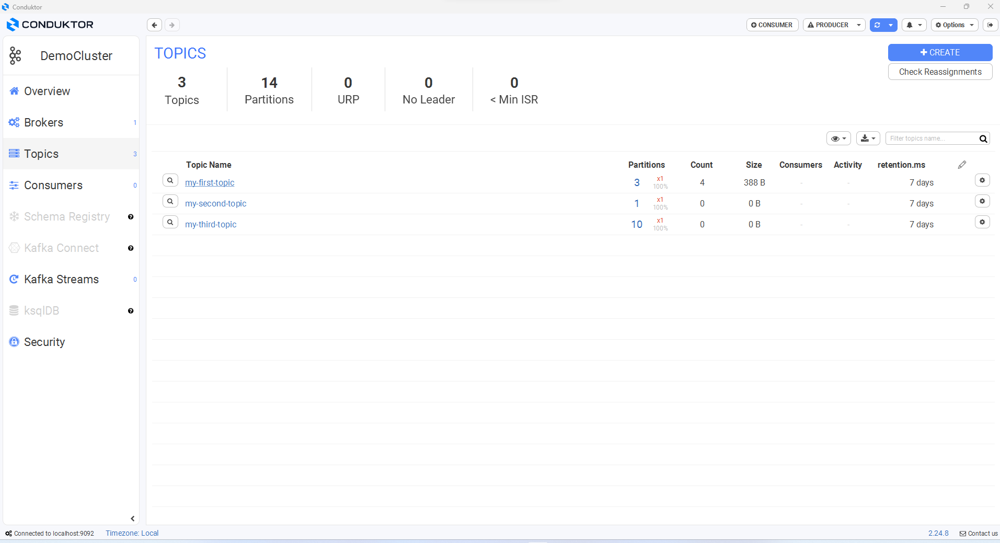 Conduktor
CONDUKTOR
CONSUMER
PRODUCER
Options
DemoCluster
Overview
Brokers 1
Topics 3
Consumers 0
Schema Registry
Kafka Connect
Kafka Streams 0
ksqlDB
Security
TOPICS
CREATE
Check Reassignments
3 14 0 0 0
Topics Partitions URP No Leader < Min ISR
Filter topics name...
Topic Name Partitions Count Size Consumers Activity retention.ms
my-first-topic 3 x1 100% 4 388 B - - 7 days
my-second-topic 1 x1 100% 0 0 B - - 7 days
my-third-topic 10 x1 100% 0 0 B - - 7 days
Connected to localhost:9092 Timezone: Local 2.24.8 Contact us